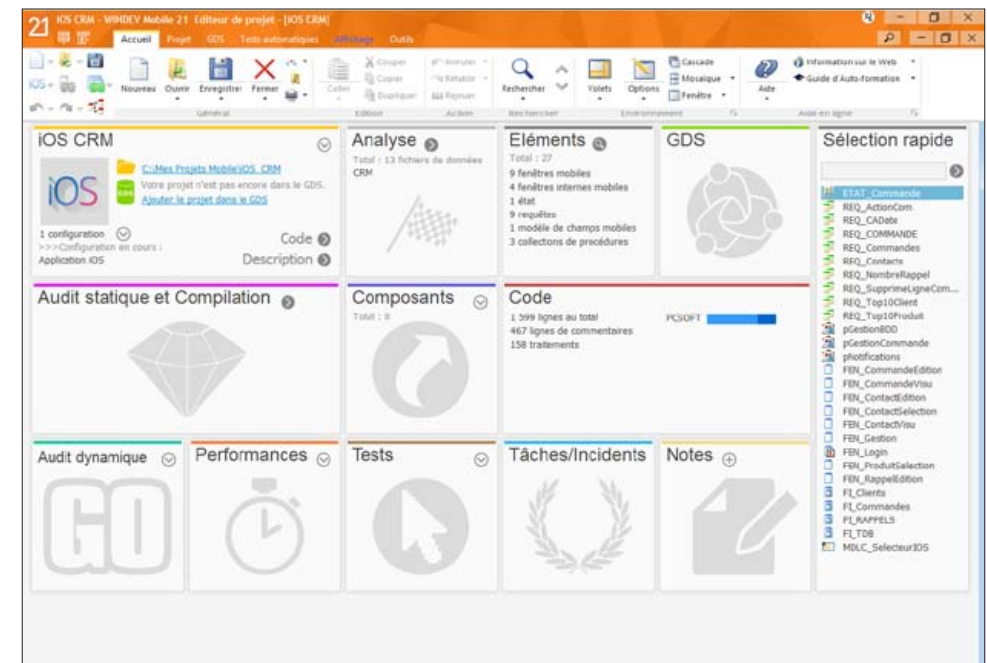 21 iOS CRM - WINDEV Mobile 21 Editeur de projet - [iOS CRM]
Accueil Projet GDS Tests automatiques Affichage Outils
iOS
Nouveau Ouvrir Enregistrer Fermer
Coller
Couper
Copier
Dupliquer
Annuler
Rétablir
Rejouer
Rechercher
Volets Options
Cascade
Mosaïque
Fenêtre
Aide
Information sur le Web
Guide d'Auto-formation
Général Edition Action Rechercher Environnement Aide en ligne
iOS CRM
iOS
C:\Mes Projets Mobile\iOS_CRM
GDS
Votre projet n'est pas encore dans le GDS.
Ajouter le projet dans le GDS
1 configuration
>>>Configuration en cours :
Application iOS
Code
Description
Analyse
Total : 13 fichiers de données
CRM
Eléments
Total : 27
9 fenêtres mobiles
4 fenêtres internes mobiles
1 état
9 requêtes
1 modèle de champs mobiles
3 collectons de procédures
GDS
Sélection rapide
ETAT_Commande
REQ_ActionCom
REQ_CADate
REQ_COMMANDE
REQ_Commandes
REQ_Contacts
REQ_NombreRappel
REQ_SupprimeLigneCom...
REQ_Top10Client
REQ_Top10Produit
pGestionBDD
pGestionCommande
pNotifications
FEN_CommandeEdition
FEN_CommandeVisu
FEN_ContactEdition
FEN_ContactSelection
FEN_ContactVisu
FEN_Gestion
FEN_Login
FEN_ProduitSelection
FEN_RappelEdition
FI_Clients
FI_Commandes
FI_RAPPELS
FI_TDB
MDLC_SelecteurIOS
Audit statique et Compilation
Composants
Total : 0
Code
1 599 lignes au total
467 lignes de commentaires
158 traitements
PCSOFT
Audit dynamique
GO
Performances
Tests
Tâches/Incidents
Notes